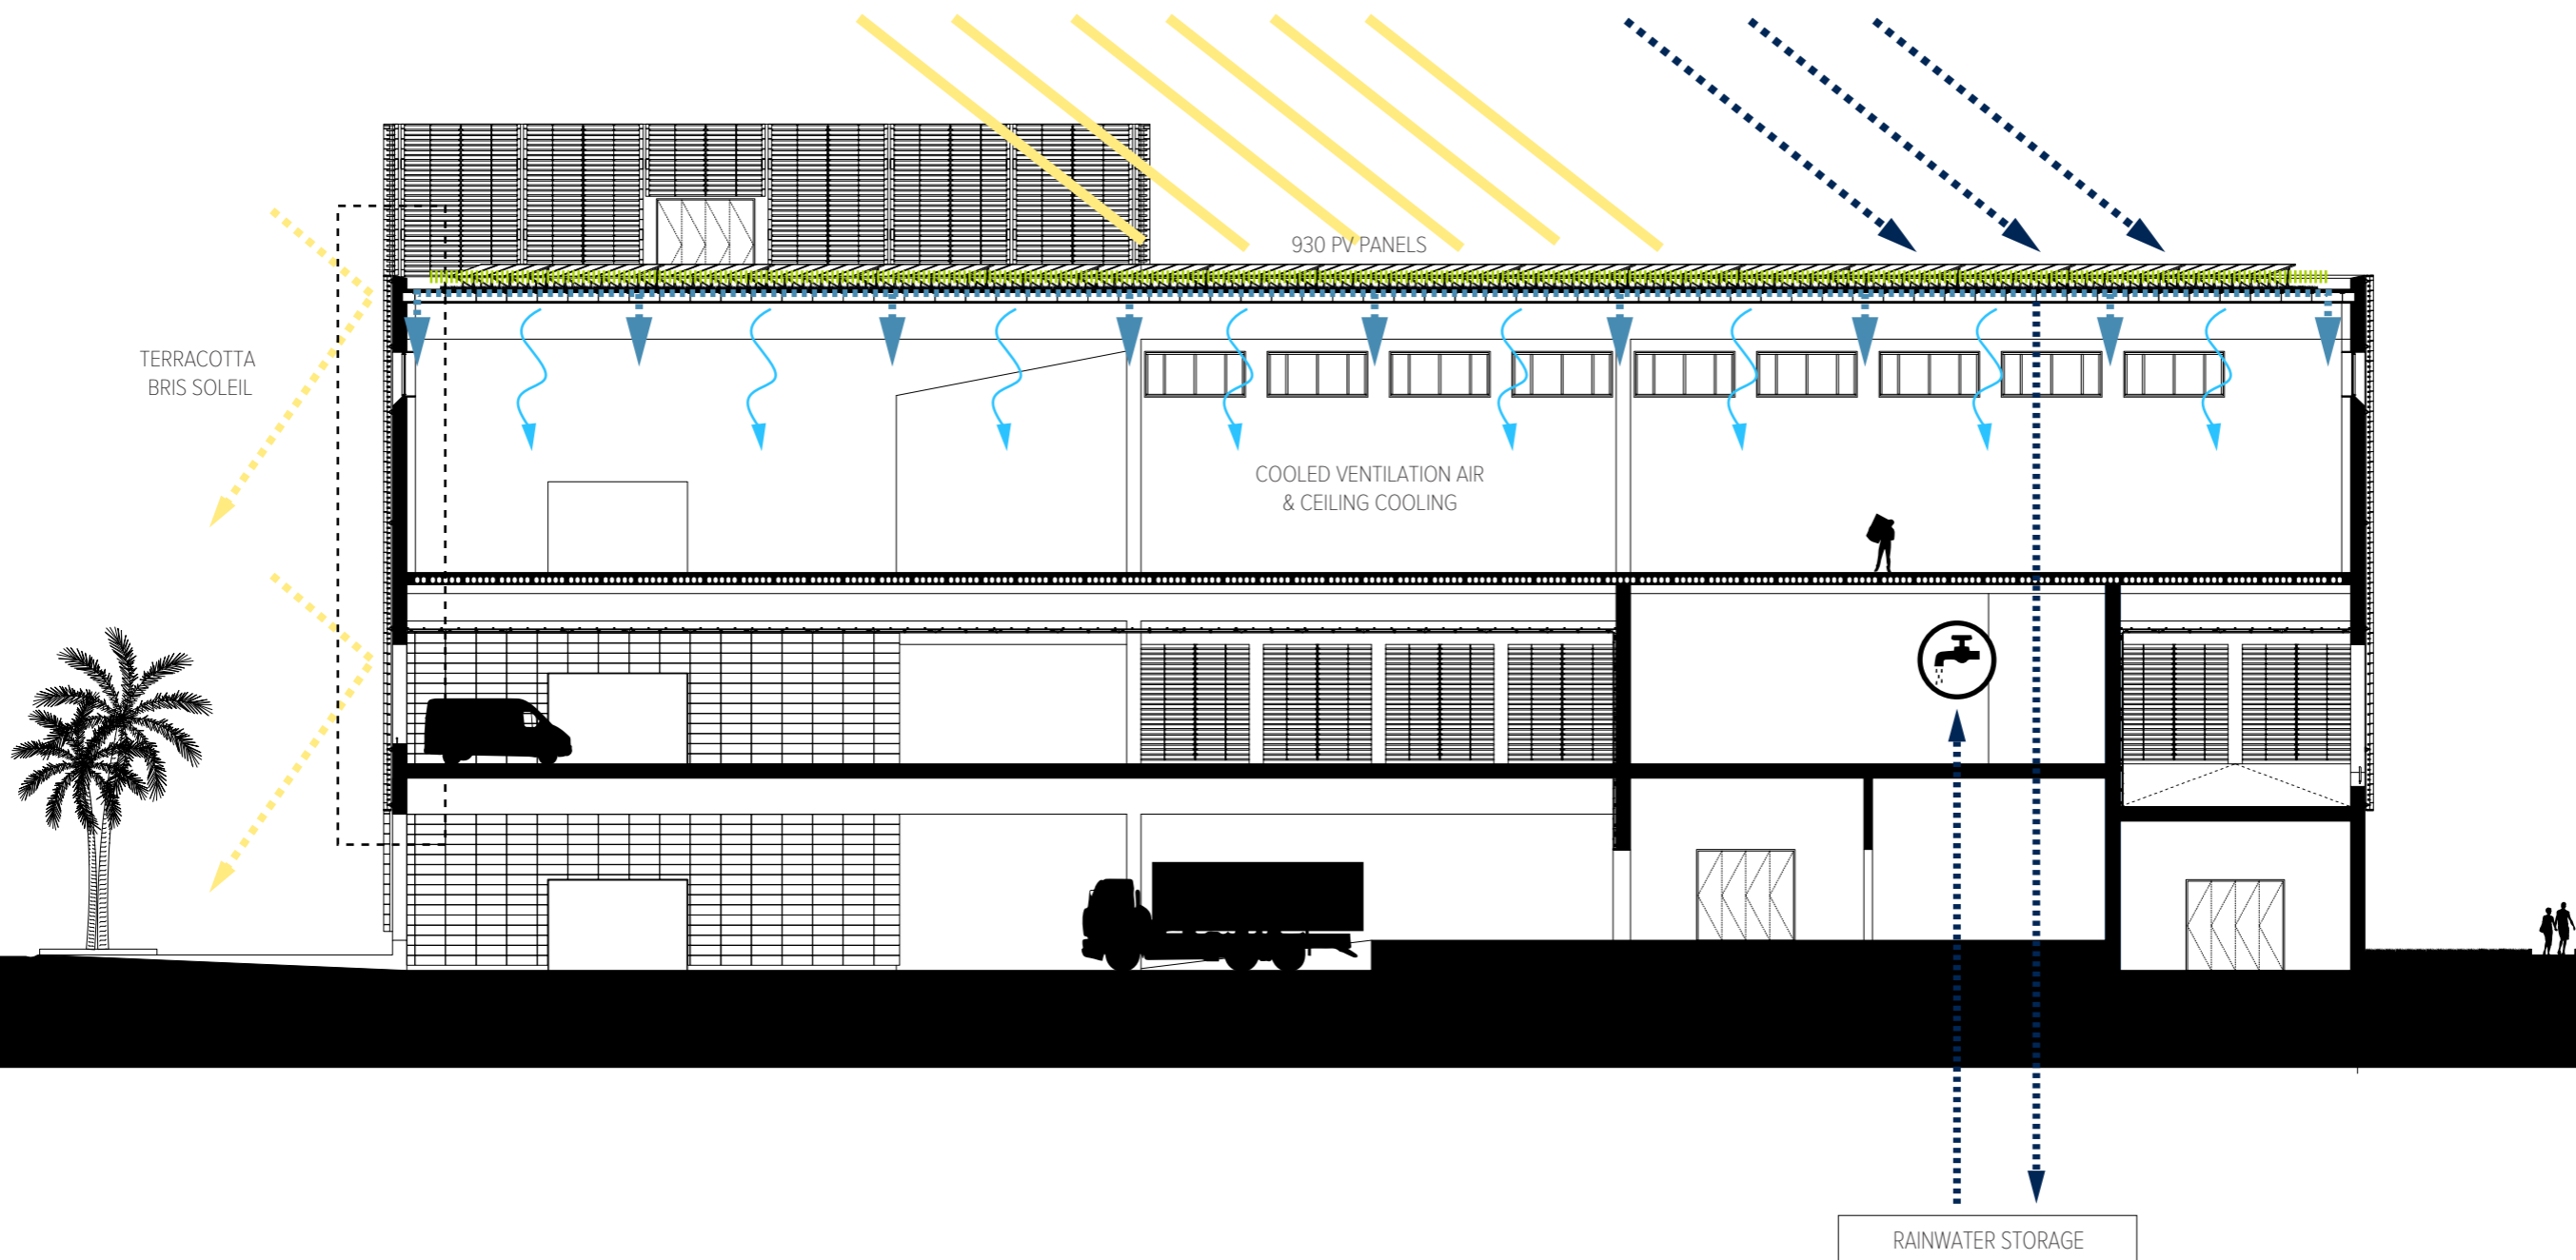 930 PV PANELS
TERRACOTTA
BRIS SOLEIL
COOLED VENTILATION AIR
& CEILING COOLING
RAINWATER STORAGE